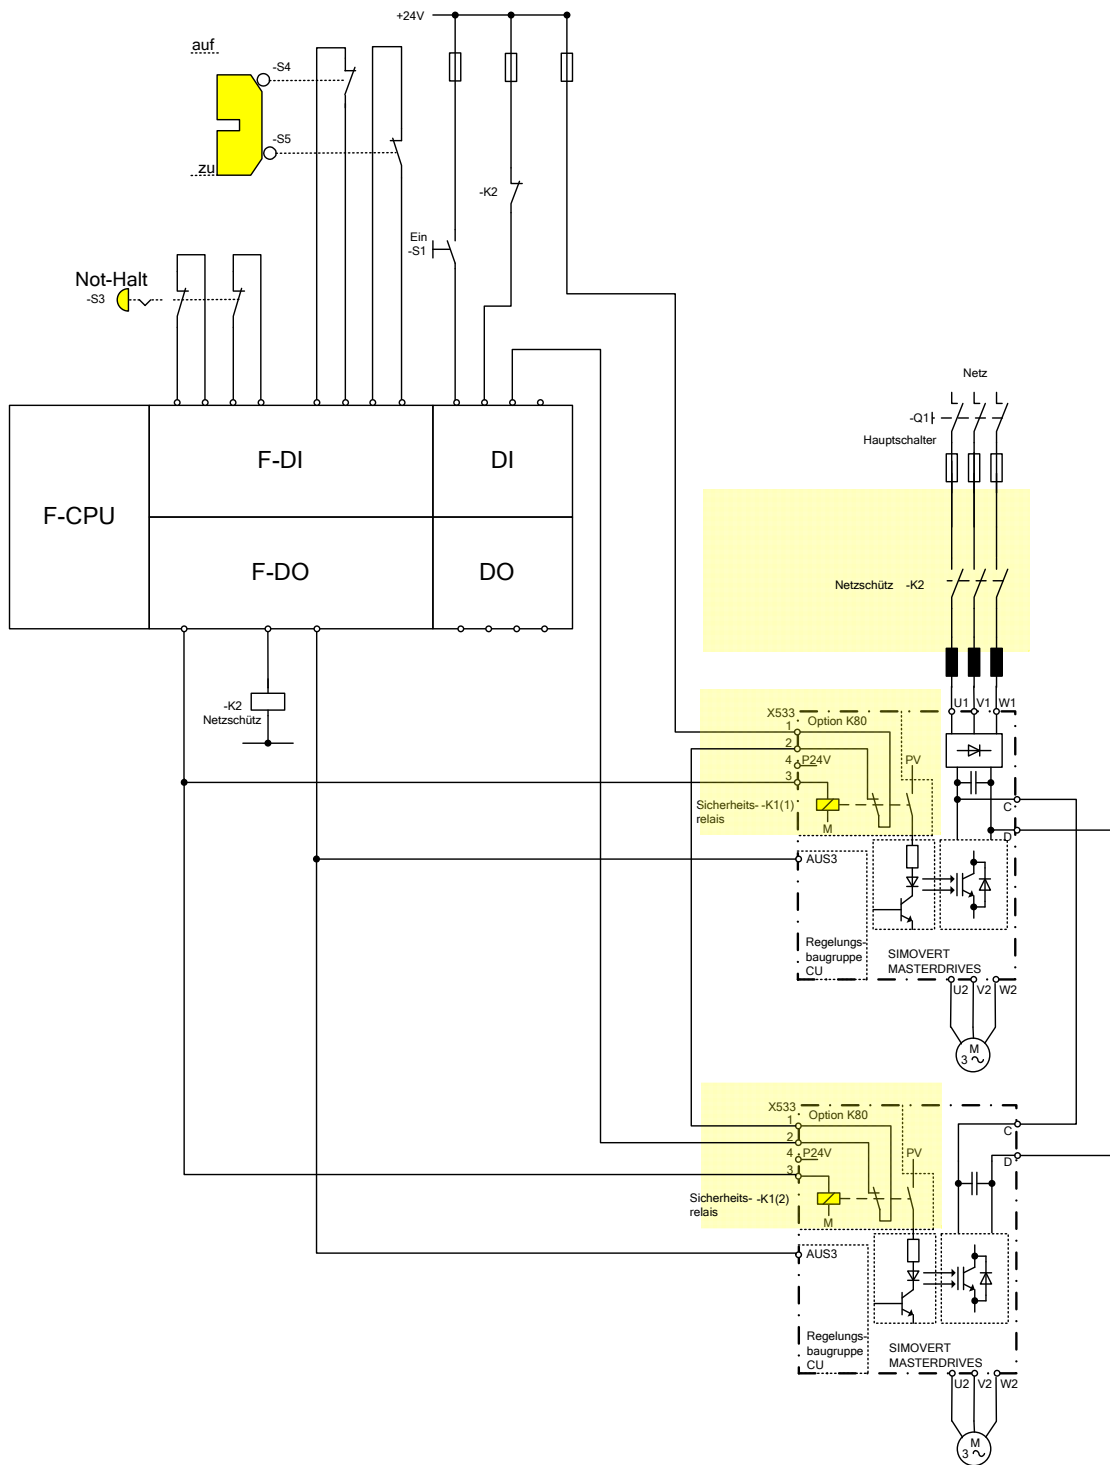 +24V
auf
-S4
-S5
zu
-K2
Ein
-S1
Not-Halt
-S3
Netz
-Q1
Hauptschalter
F-CPU
F-DI
DI
F-DO
DO
Netzschütz -K2
-K2
Netzschütz
U1 V1 W1
X533
Option K80
1
2
4 P24V
3
PV
Sicherheits- -K1(1)
relais
M
C
D
AUS3
Regelungs-
baugruppe
CU
SIMOVERT
MASTERDRIVES
U2 V2 W2
M
3
X533
Option K80
1
2
4 P24V
3
PV
Sicherheits- -K1(2)
relais
M
C
D
AUS3
Regelungs-
baugruppe
CU
SIMOVERT
MASTERDRIVES
U2 V2 W2
M
3